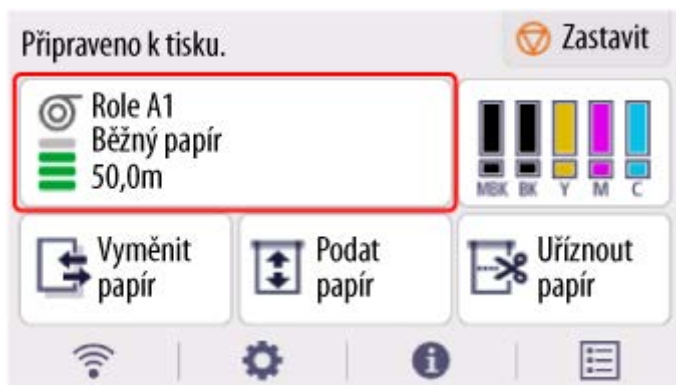 Připraveno k tisku.
Zastavit
Role A1
Běžný papír
50,0m
MBK BK Y M C
Vyměnit
papír
Podat
papír
Uříznout
papír